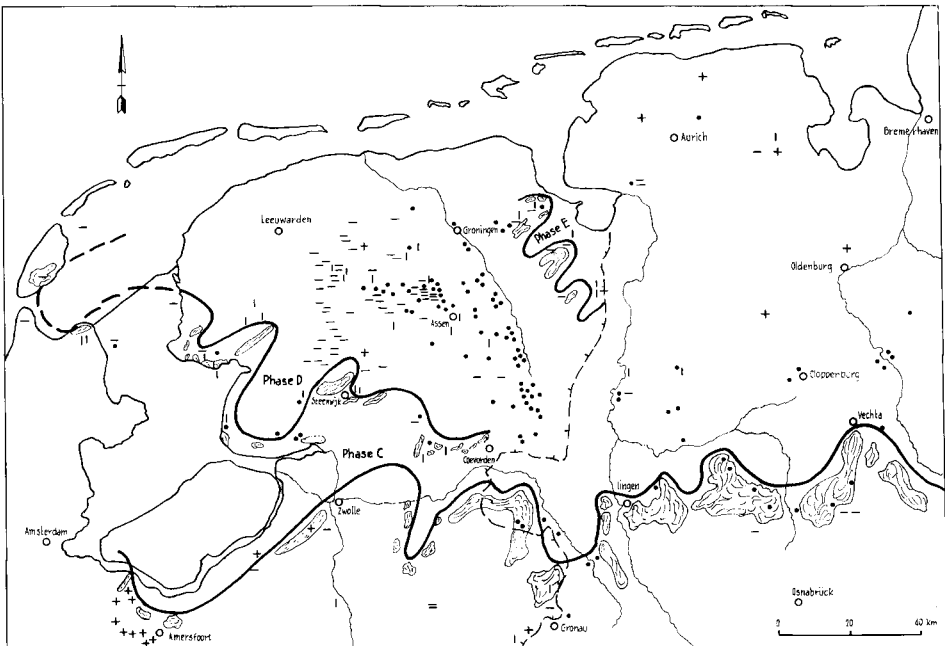 Bremerhaven
Aurich
Leeuwarden
Groningen
Phase E
Oldenburg
Assen
Phase D
Cloppenburg
Steenwijk
Vechta
Phase C
Coevorden
Lingen
Zwolle
Amsterdam
Osnabrück
Gronau
Amersfoort
0 20 40 km